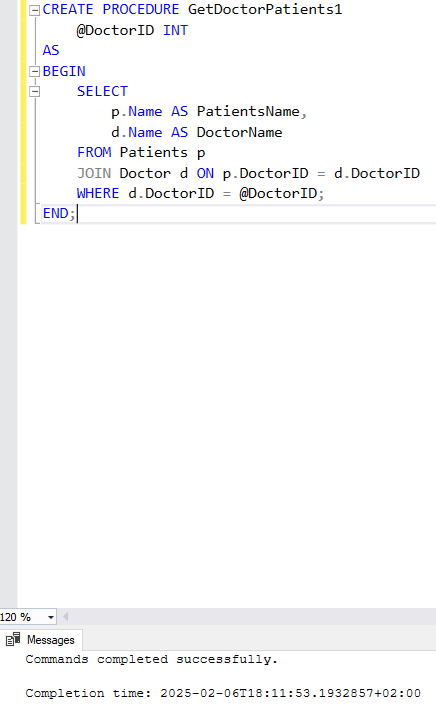 CREATE PROCEDURE GetDoctorPatients1
    @DoctorID INT
AS
BEGIN
    SELECT
        p.Name AS PatientsName,
        d.Name AS DoctorName
    FROM Patients p
    JOIN Doctor d ON p.DoctorID = d.DoctorID
    WHERE d.DoctorID = @DoctorID;
END;
120 %
Messages
Commands completed successfully.
Completion time: 2025-02-06T18:11:53.1932857+02:00